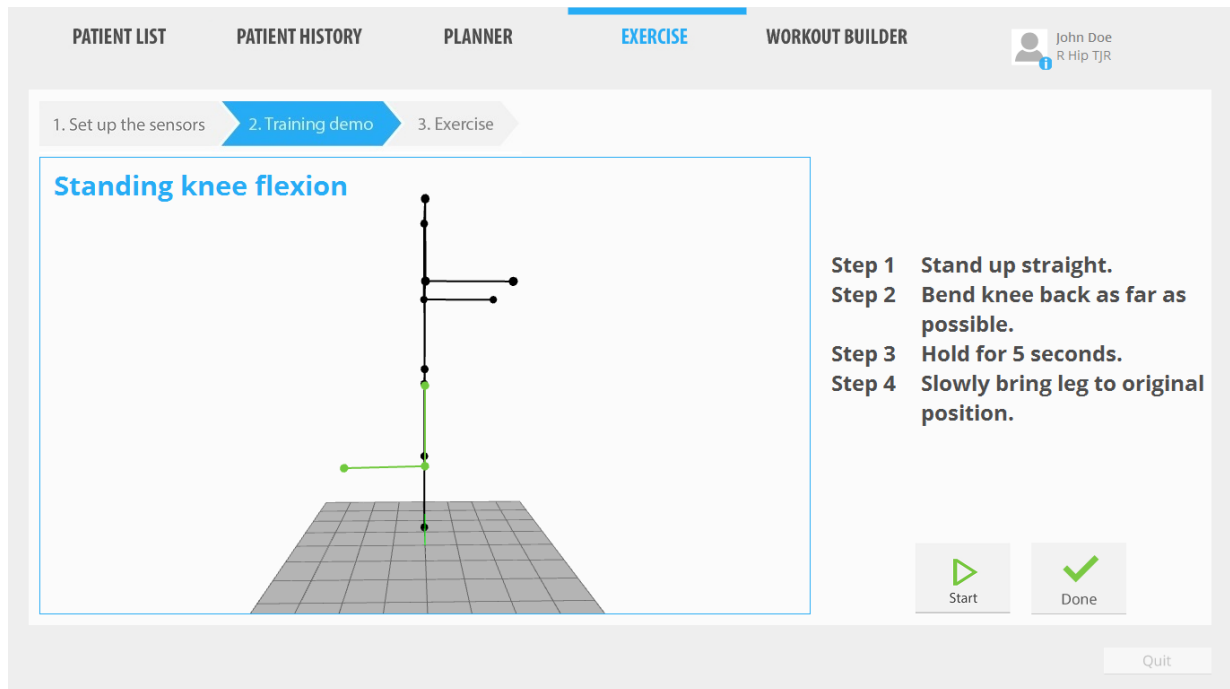 PATIENT LIST
PATIENT HISTORY
PLANNER
EXERCISE
WORKOUT BUILDER
John Doe
R Hip TJR
1. Set up the sensors
2. Training demo
3. Exercise
Standing knee flexion
Step 1 Stand up straight.
Step 2 Bend knee back as far as
possible.
Step 3 Hold for 5 seconds.
Step 4 Slowly bring leg to original
position.
Start
Done
Quit